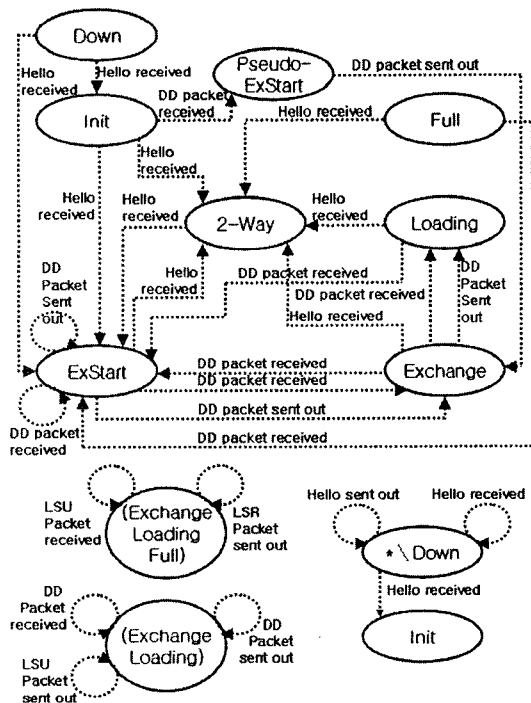 Down
Hello
received
Hello received
Pseudo-
ExStart
DD packet sent out
DD packet
received
Init
Hello received
Full
Hello
received
Hello
received
Hello
received
2-Way
Hello
received
Loading
DD
Packet
Sent
out
Hello
received
DD packet received
DD packet received
DD
Packet
Sent
out
Hello received
ExStart
DD packet received
DD packet received
Exchange
DD packet sent out
DD packet
received
DD packet received
LSU
Packet
received
(Exchange
Loading
Full)
LSR
Packet
sent out
Hello sent out
Hello received
* \ Down
Hello received
Init
DD
Packet
received
(Exchange
Loading)
DD
Packet
sent out
LSU
Packet
sent out